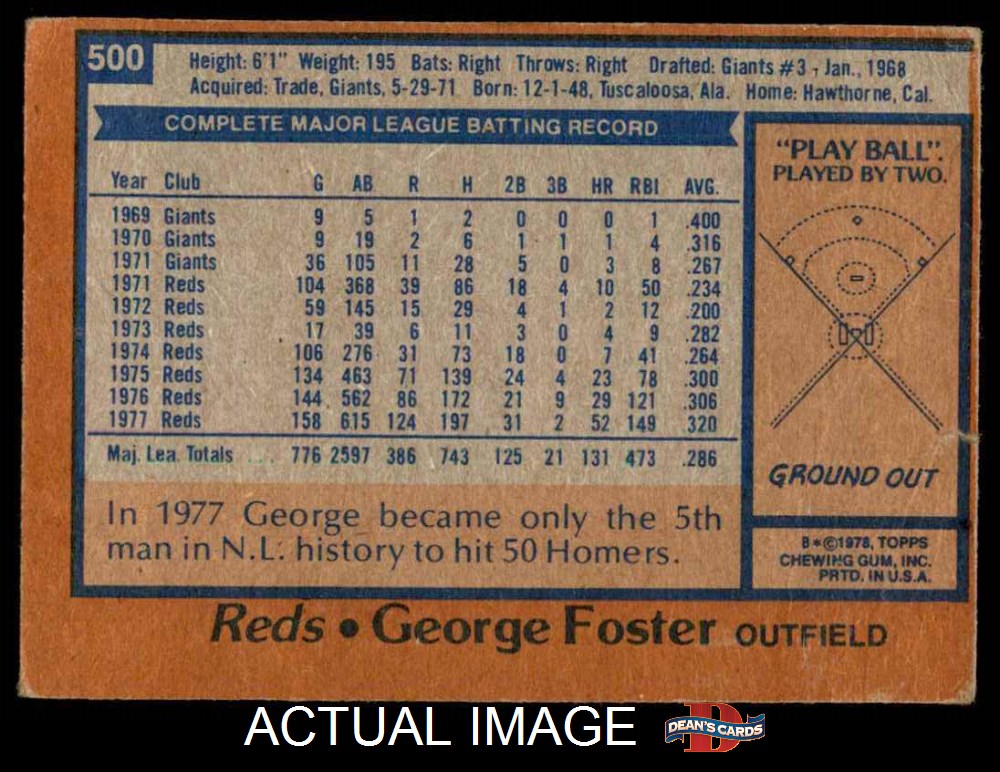 500
Height: 6'1" Weight: 195 Bats: Right Throws: Right Drafted: Giants #3 - Jan., 1968
Acquired: Trade, Giants, 5-29-71 Born: 12-1-48, Tuscaloosa, Ala. Home: Hawthorne, Cal.
COMPLETE MAJOR LEAGUE BATTING RECORD
Year Club G AB R H 2B 3B HR RBI AVG.
1969 Giants 9 5 1 2 0 0 0 1 .400
1970 Giants 9 19 2 6 1 1 1 4 .316
1971 Giants 36 105 11 28 5 0 3 8 .267
1971 Reds 104 368 39 86 18 4 10 50 .234
1972 Reds 59 145 15 29 4 1 2 12 .200
1973 Reds 17 39 6 11 3 0 4 9 .282
1974 Reds 106 276 31 73 18 0 7 41 .264
1975 Reds 134 463 71 139 24 4 23 78 .300
1976 Reds 144 562 86 172 21 9 29 121 .306
1977 Reds 158 615 124 197 31 2 52 149 .320
Maj. Lea. Totals 776 2597 386 743 125 21 131 473 .286
In 1977 George became only the 5th
man in N.L. history to hit 50 Homers.
"PLAY BALL".
PLAYED BY TWO.
GROUND OUT
B*©1978, TOPPS
CHEWING GUM, INC.
PRTD. IN U.S.A.
Reds • George Foster OUTFIELD
ACTUAL IMAGE
DEAN'S CARDS